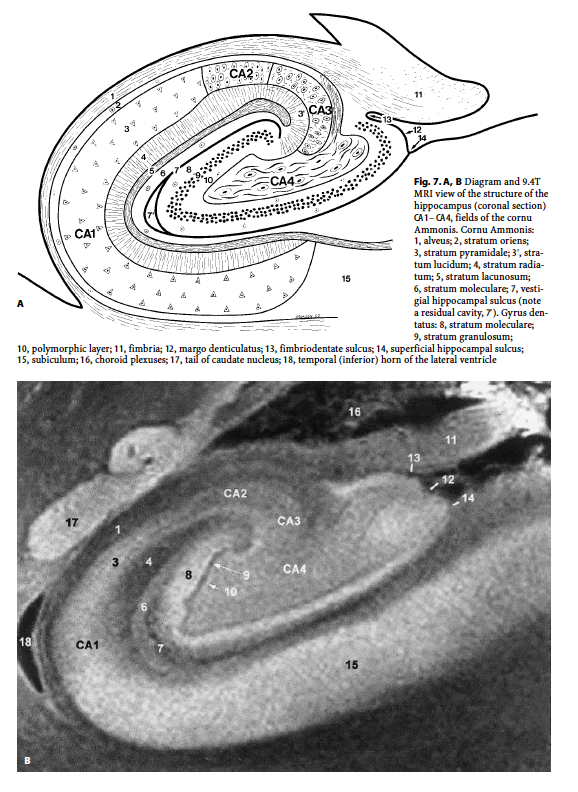 CA2
11
1
2
3
3'
CA3
13
12
14
4
5 6 7 8 9 10
CA4
7'
CA1
15
A
Fig. 7. A, B Diagram and 9.4T
MRI view of the structure of the
hippocampus (coronal section)
CA1–CA4, fields of the cornu
Ammonis. Cornu Ammonis:
1, alveus; 2, stratum oriens;
3, stratum pyramidale; 3′, stra-
tum lucidum; 4, stratum radia-
tum; 5, stratum lacunosum;
6, stratum moleculare; 7, vesti-
gial hippocampal sulcus (note
a residual cavity, 7′). Gyrus den-
tatus: 8, stratum moleculare;
9, stratum granulosum;
10, polymorphic layer; 11, fimbria; 12, margo denticulatus; 13, fimbriodentate sulcus; 14, superficial hippocampal sulcus;
15, subiculum; 16, choroid plexuses; 17, tail of caudate nucleus; 18, temporal (inferior) horn of the lateral ventricle
16
11
13
12
14
CA2
17
1
CA3
3
4
8
9
CA4
10
6
18
CA1
7
15
B